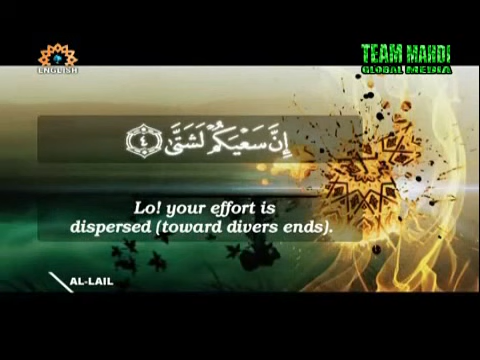 ENGLISH
TEAM MAHDI
GLOBAL MEDIA
إِنَّ سَعْيَكُمْ لَشَتَّىٰ ﴿٤﴾
Lo! your effort is
dispersed (toward divers ends).
AL-LAIL